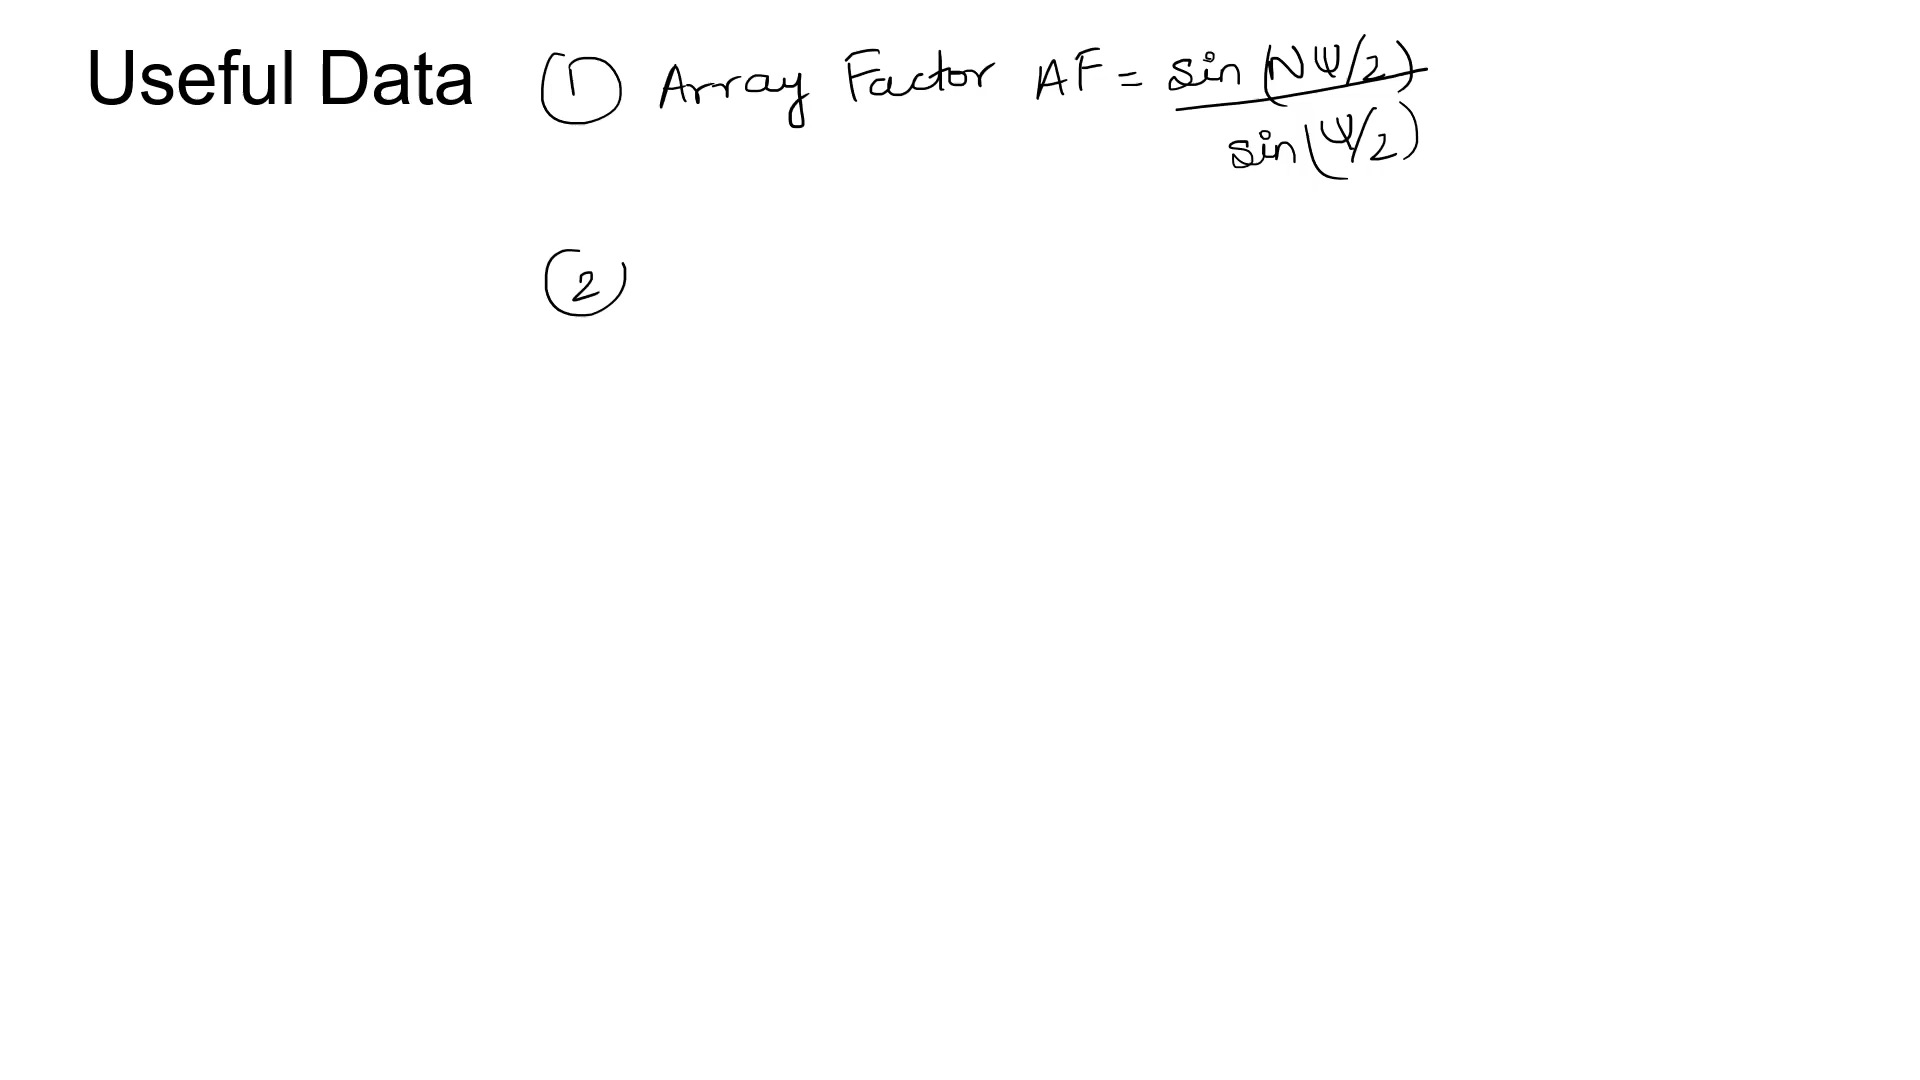 Useful Data ① Array Factor AF = sin(Nψ/2)
sin(ψ/2)
②